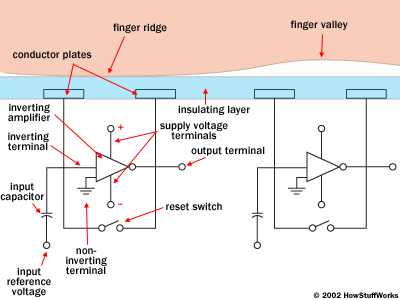 finger ridge
finger valley
conductor plates
insulating layer
inverting
amplifier
supply voltage
terminals
+
inverting
terminal
output terminal
input
capacitor
reset switch
−
non-
inverting
terminal
input
reference
voltage
© 2002 HowStuffWorks